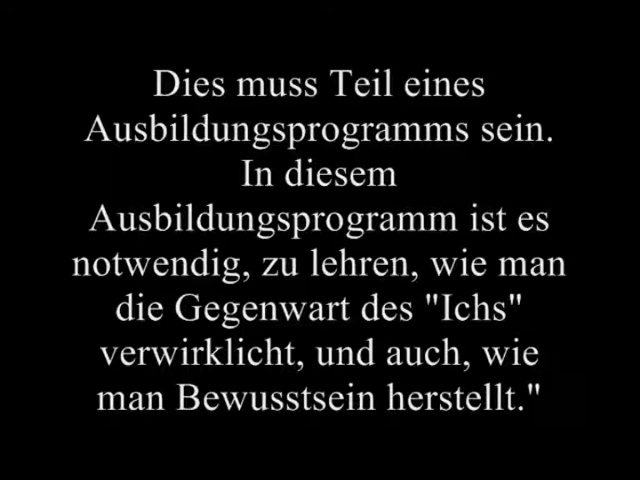 Dies muss Teil eines
Ausbildungsprogramms sein.
In diesem
Ausbildungsprogramm ist es
notwendig, zu lehren, wie man
die Gegenwart des "Ichs"
verwirklicht, und auch, wie
man Bewusstsein herstellt."